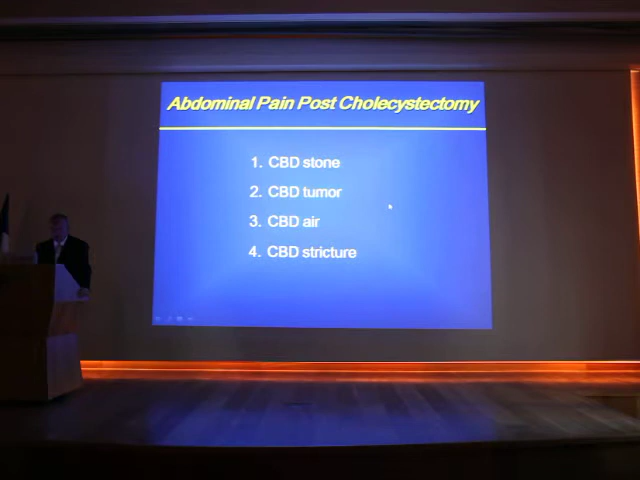 Abdominal Pain Post Cholecystectomy
1. CBD stone
2. CBD tumor
3. CBD air
4. CBD stricture